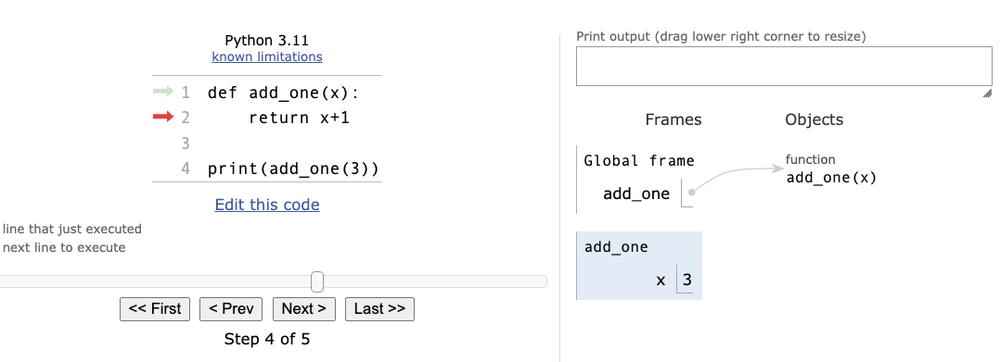 Python 3.11
known limitations
1 def add_one(x):
2     return x+1
3
4 print(add_one(3))
Edit this code
line that just executed
next line to execute
<< First < Prev Next > Last >>
Step 4 of 5
Print output (drag lower right corner to resize)
Frames Objects
Global frame
add_one
function
add_one(x)
add_one
x 3